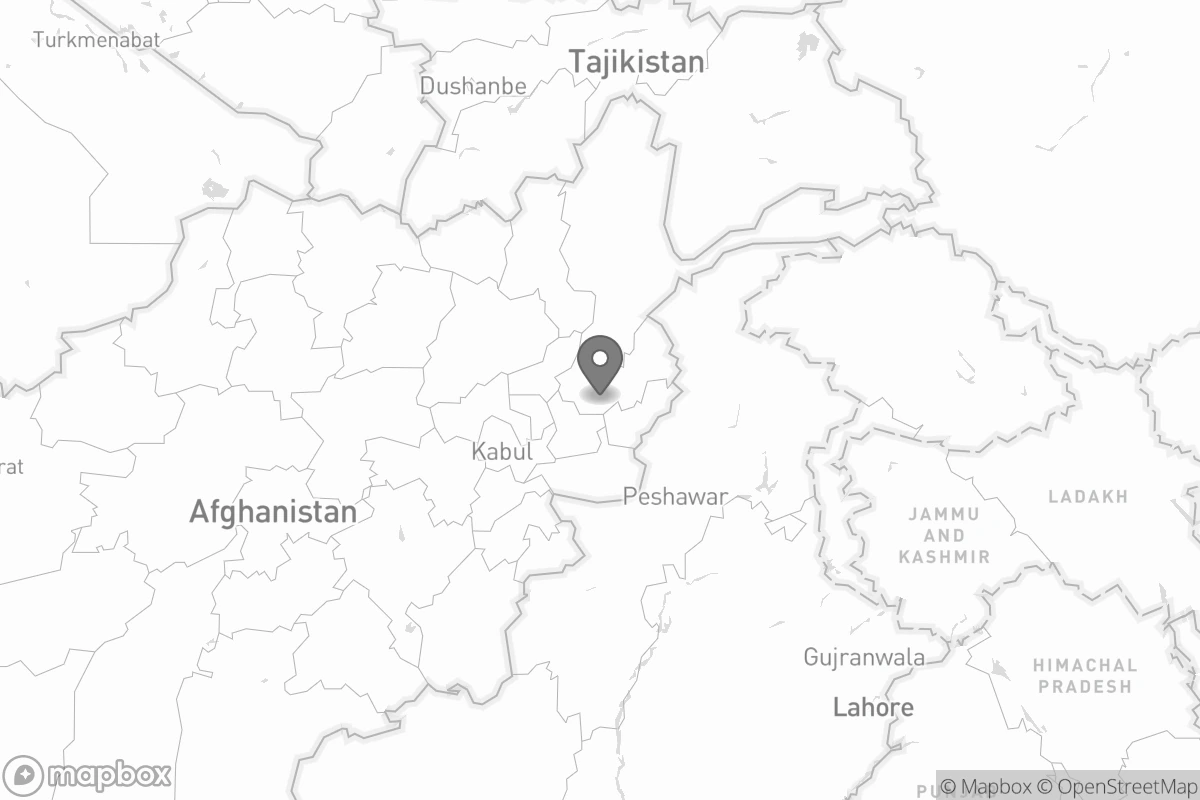 Turkmenabat
Tajikistan
Dushanbe
Kabul
rat
Afghanistan
Peshawar
LADAKH
JAMMU
AND
KASHMIR
Gujranwala
HIMACHAL
PRADESH
Lahore
mapbox
© Mapbox © OpenStreetMap